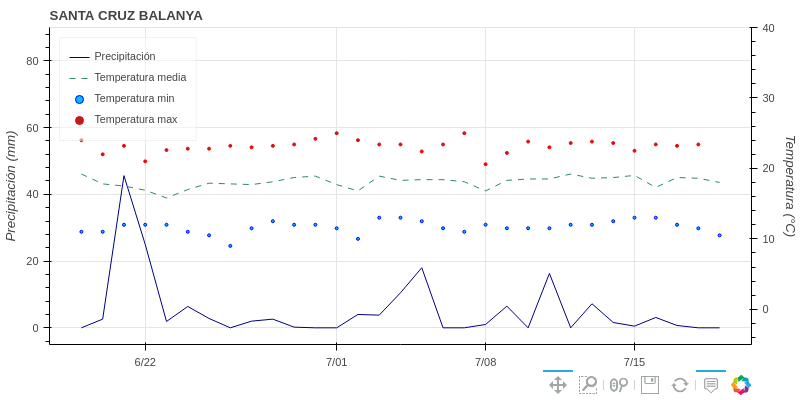 SANTA CRUZ BALANYA
Precipitación
Temperatura media
Temperatura min
Temperatura max
Precipitación (mm)
80
60
40
20
0
Temperatura (°C)
40
30
20
10
0
6/22
7/01
7/08
7/15